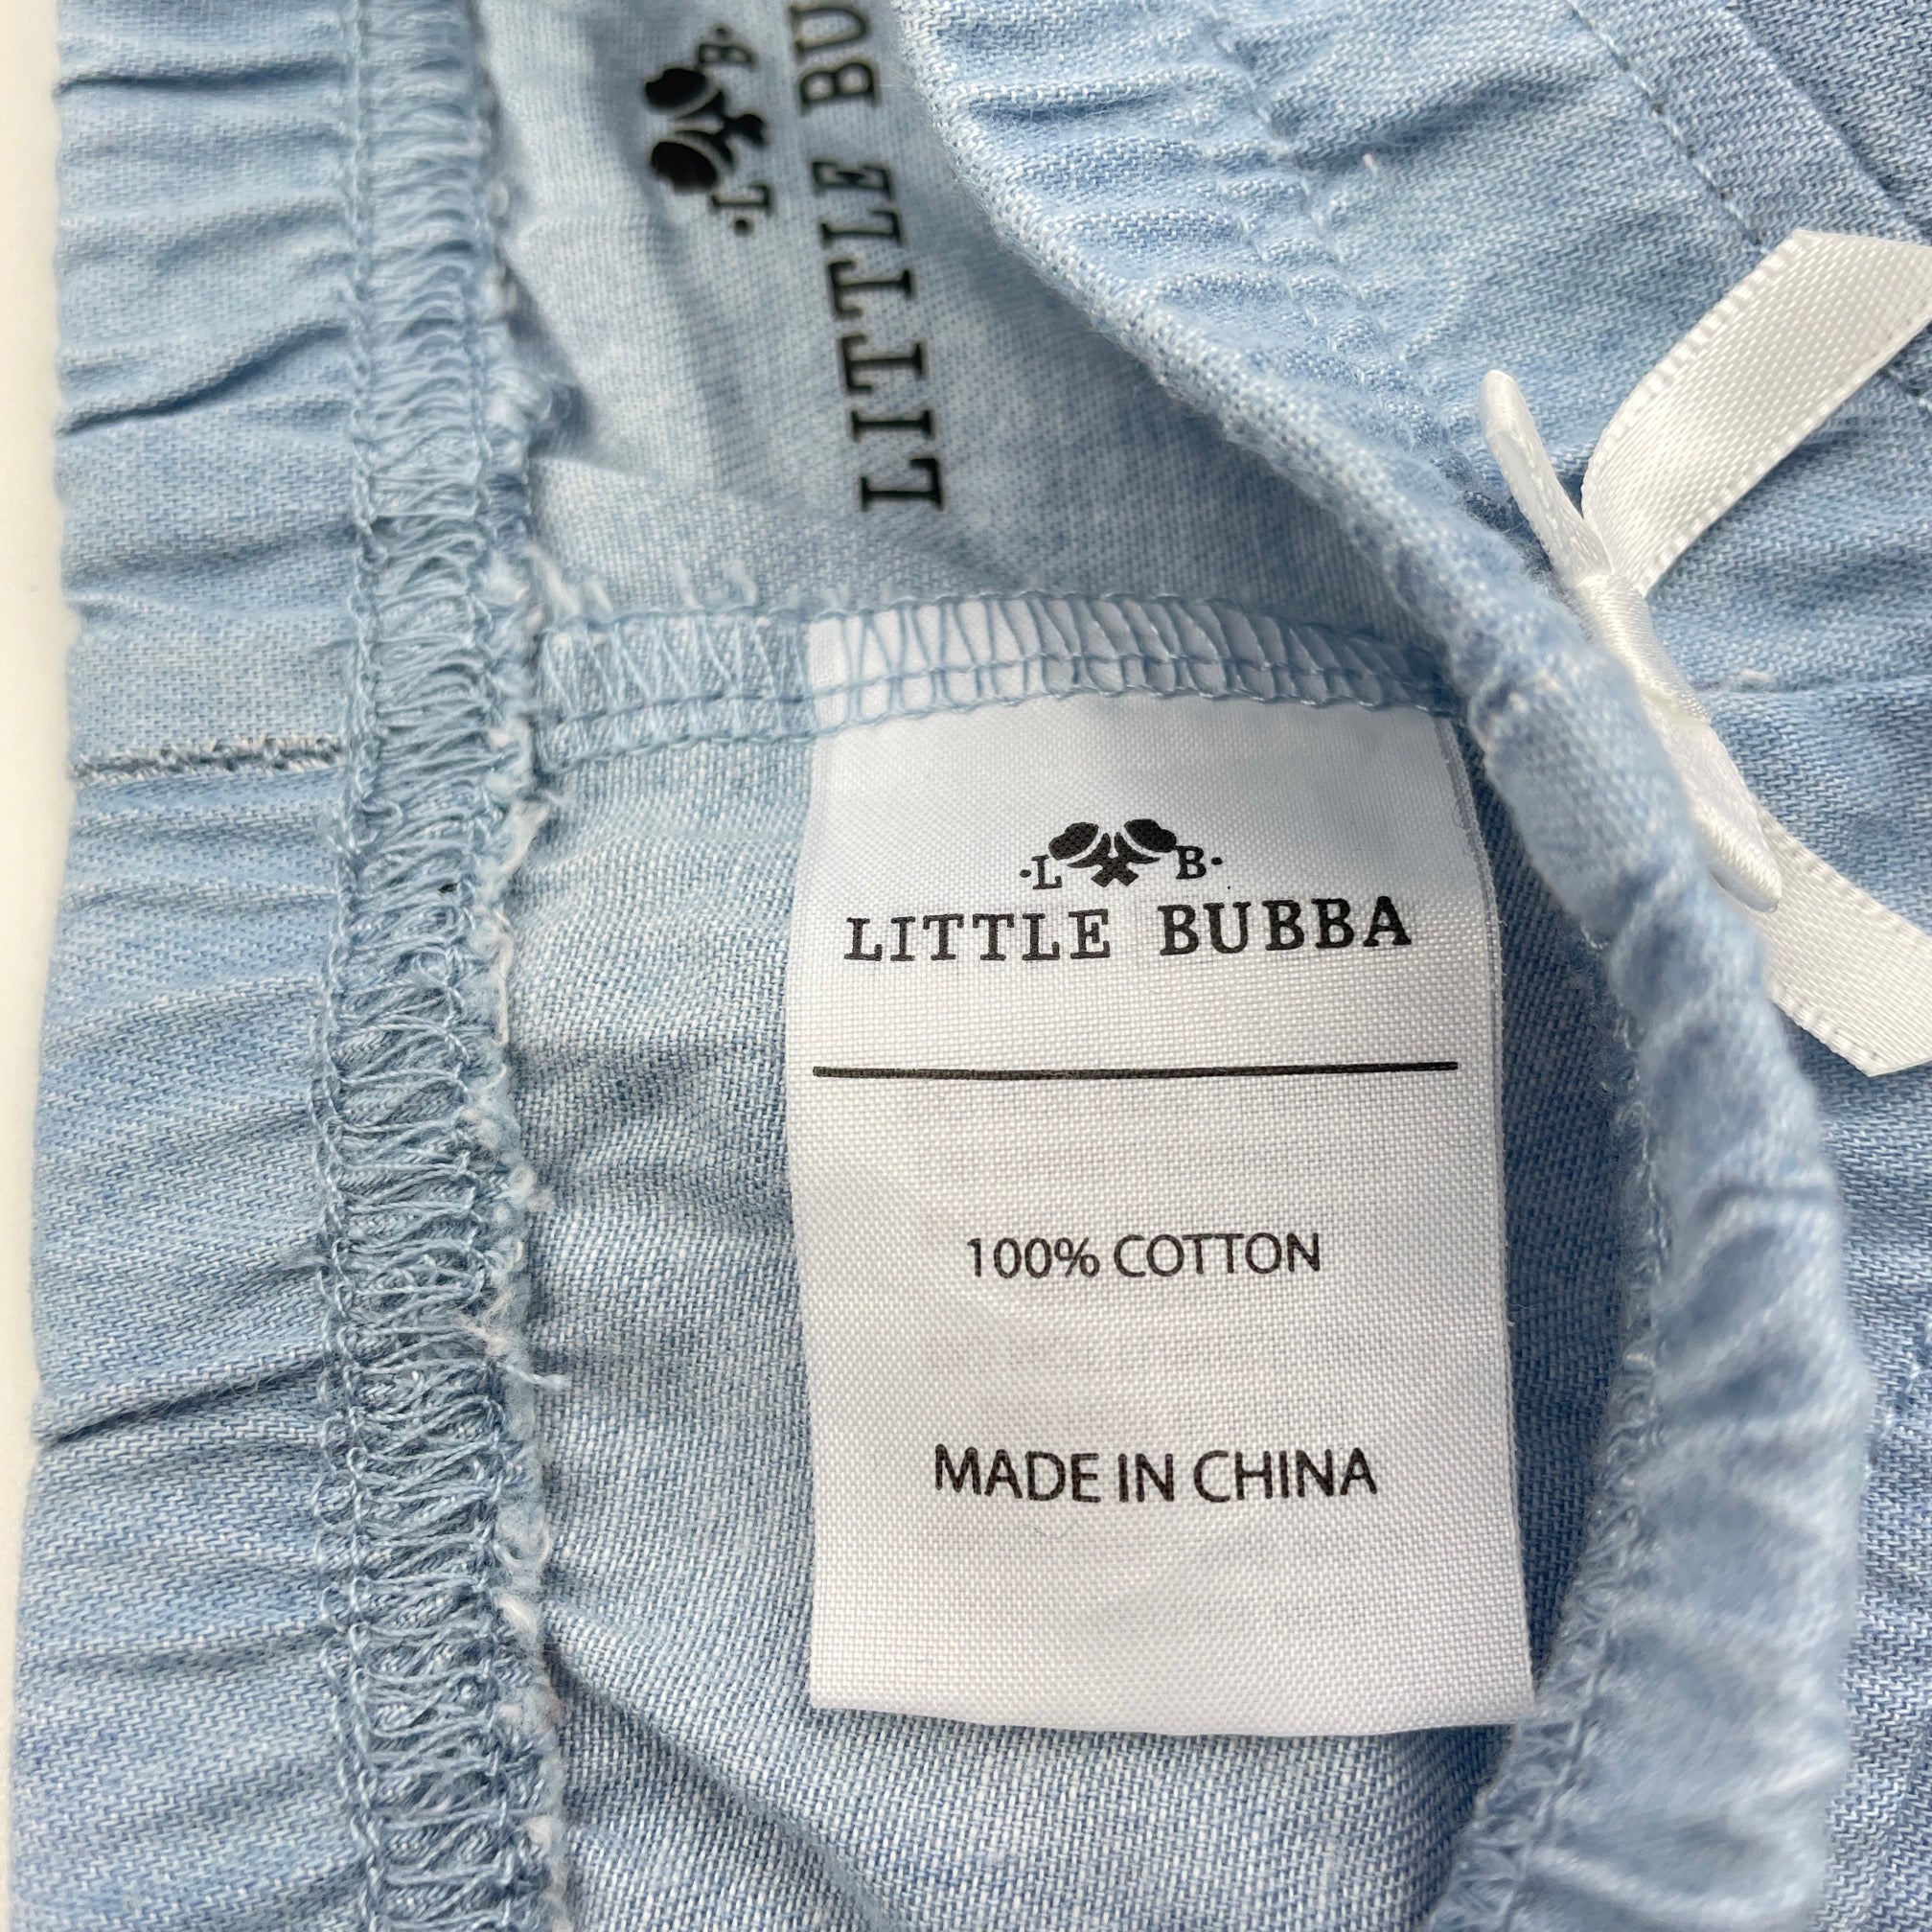 ·L B·
LITTLE BU
·L B·
LITTLE BUBBA
100% COTTON
MADE IN CHINA